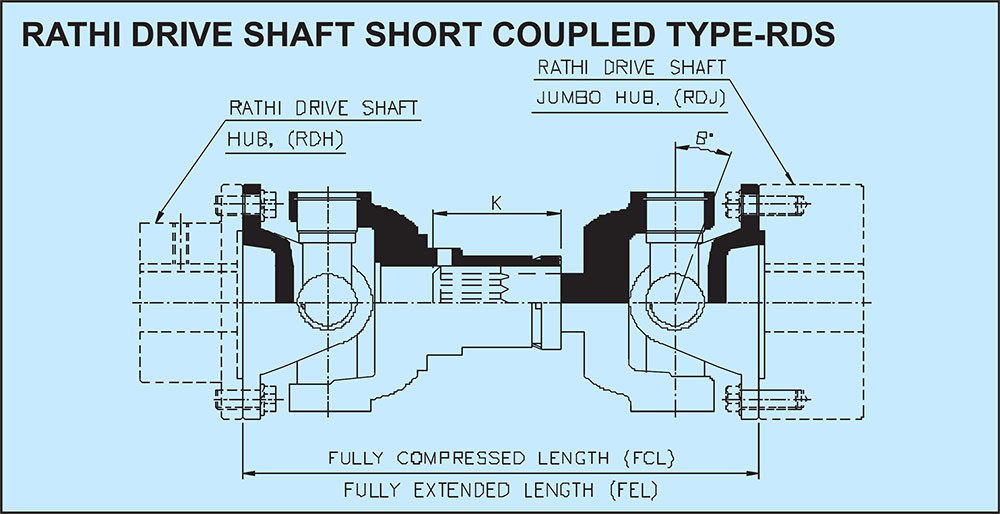 RATHI DRIVE SHAFT SHORT COUPLED TYPE-RDS
RATHI DRIVE SHAFT
JUMBO HUB, (RDJ)
RATHI DRIVE SHAFT
HUB, (RDH)
8°
K
FULLY COMPRESSED LENGTH (FCL)
FULLY EXTENDED LENGTH (FEL)